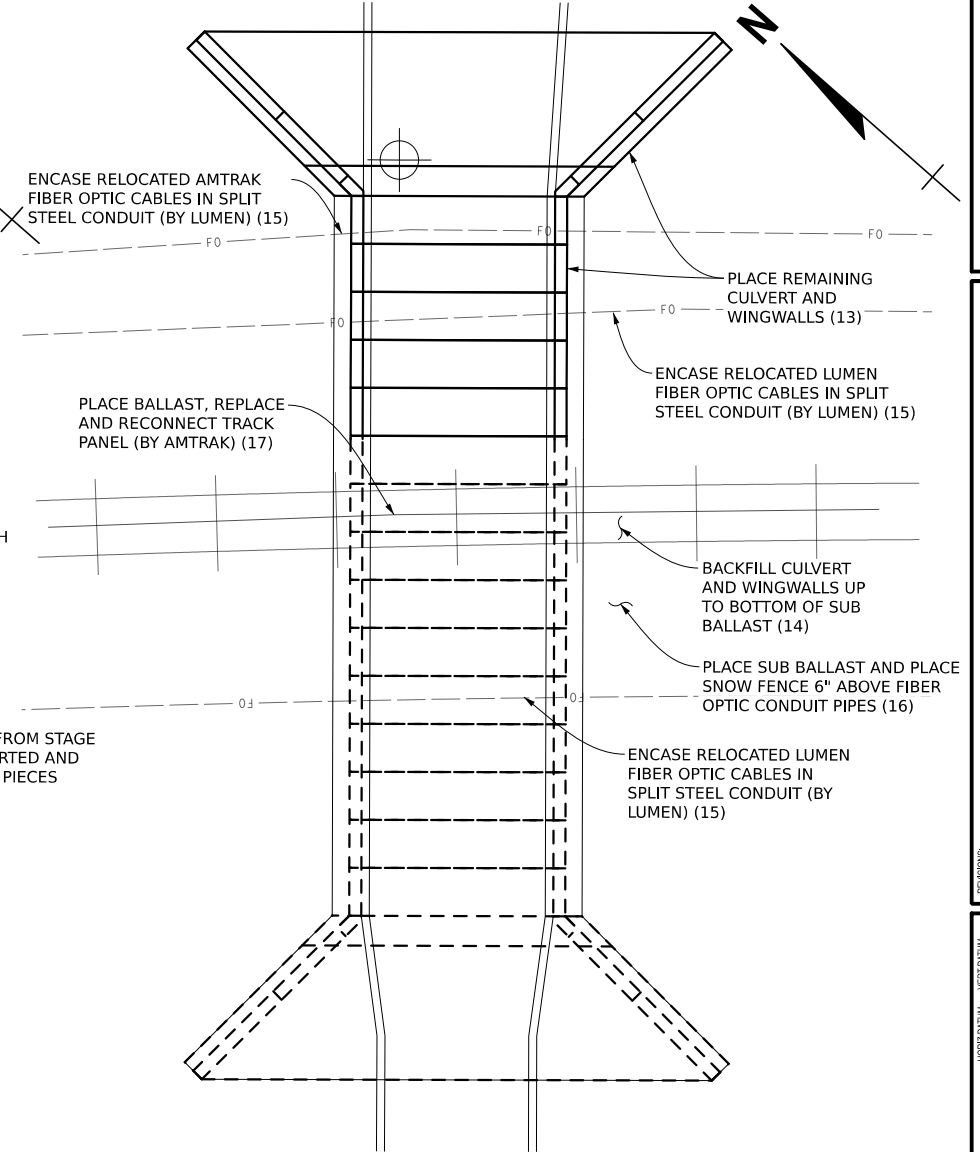 N
ENCASE RELOCATED AMTRAK
FIBER OPTIC CABLES IN SPLIT
STEEL CONDUIT (BY LUMEN) (15)
FO
FO
FO
PLACE REMAINING
CULVERT AND
WINGWALLS (13)
FO
FO
ENCASE RELOCATED LUMEN
FIBER OPTIC CABLES IN SPLIT
STEEL CONDUIT (BY LUMEN) (15)
PLACE BALLAST, REPLACE
AND RECONNECT TRACK
PANEL (BY AMTRAK) (17)
H
BACKFILL CULVERT
AND WINGWALLS UP
TO BOTTOM OF SUB
BALLAST (14)
PLACE SUB BALLAST AND PLACE
SNOW FENCE 6" ABOVE FIBER
OPTIC CONDUIT PIPES (16)
FO
FO
FROM STAGE
RTED AND
PIECES
ENCASE RELOCATED LUMEN
FIBER OPTIC CABLES IN
SPLIT STEEL CONDUIT (BY
LUMEN) (15)